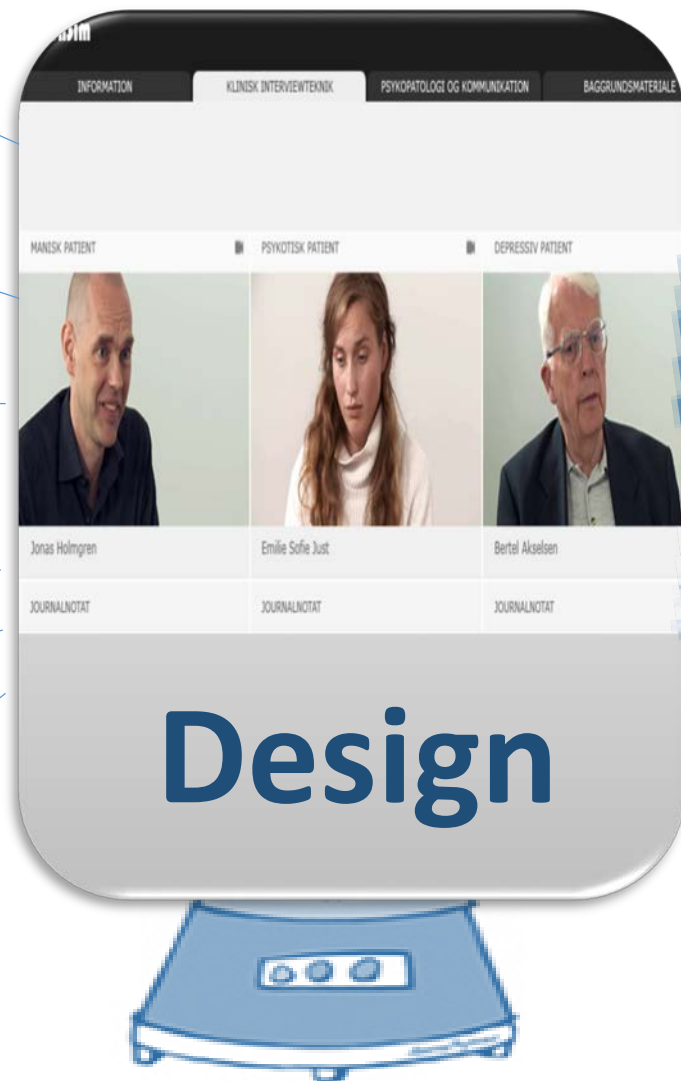 INFORMATION KLINISK INTERVIEWTEKNIK PSYKOPATOLOGI OG KOMMUNIKATION BAGGRUNDSMATERIALE
MANISK PATIENT PSYKOTISK PATIENT DEPRESSIV PATIENT
Jonas Holmgren Emilie Sofie Just Bertel Akselsen
JOURNALNOTAT JOURNALNOTAT JOURNALNOTAT
Design